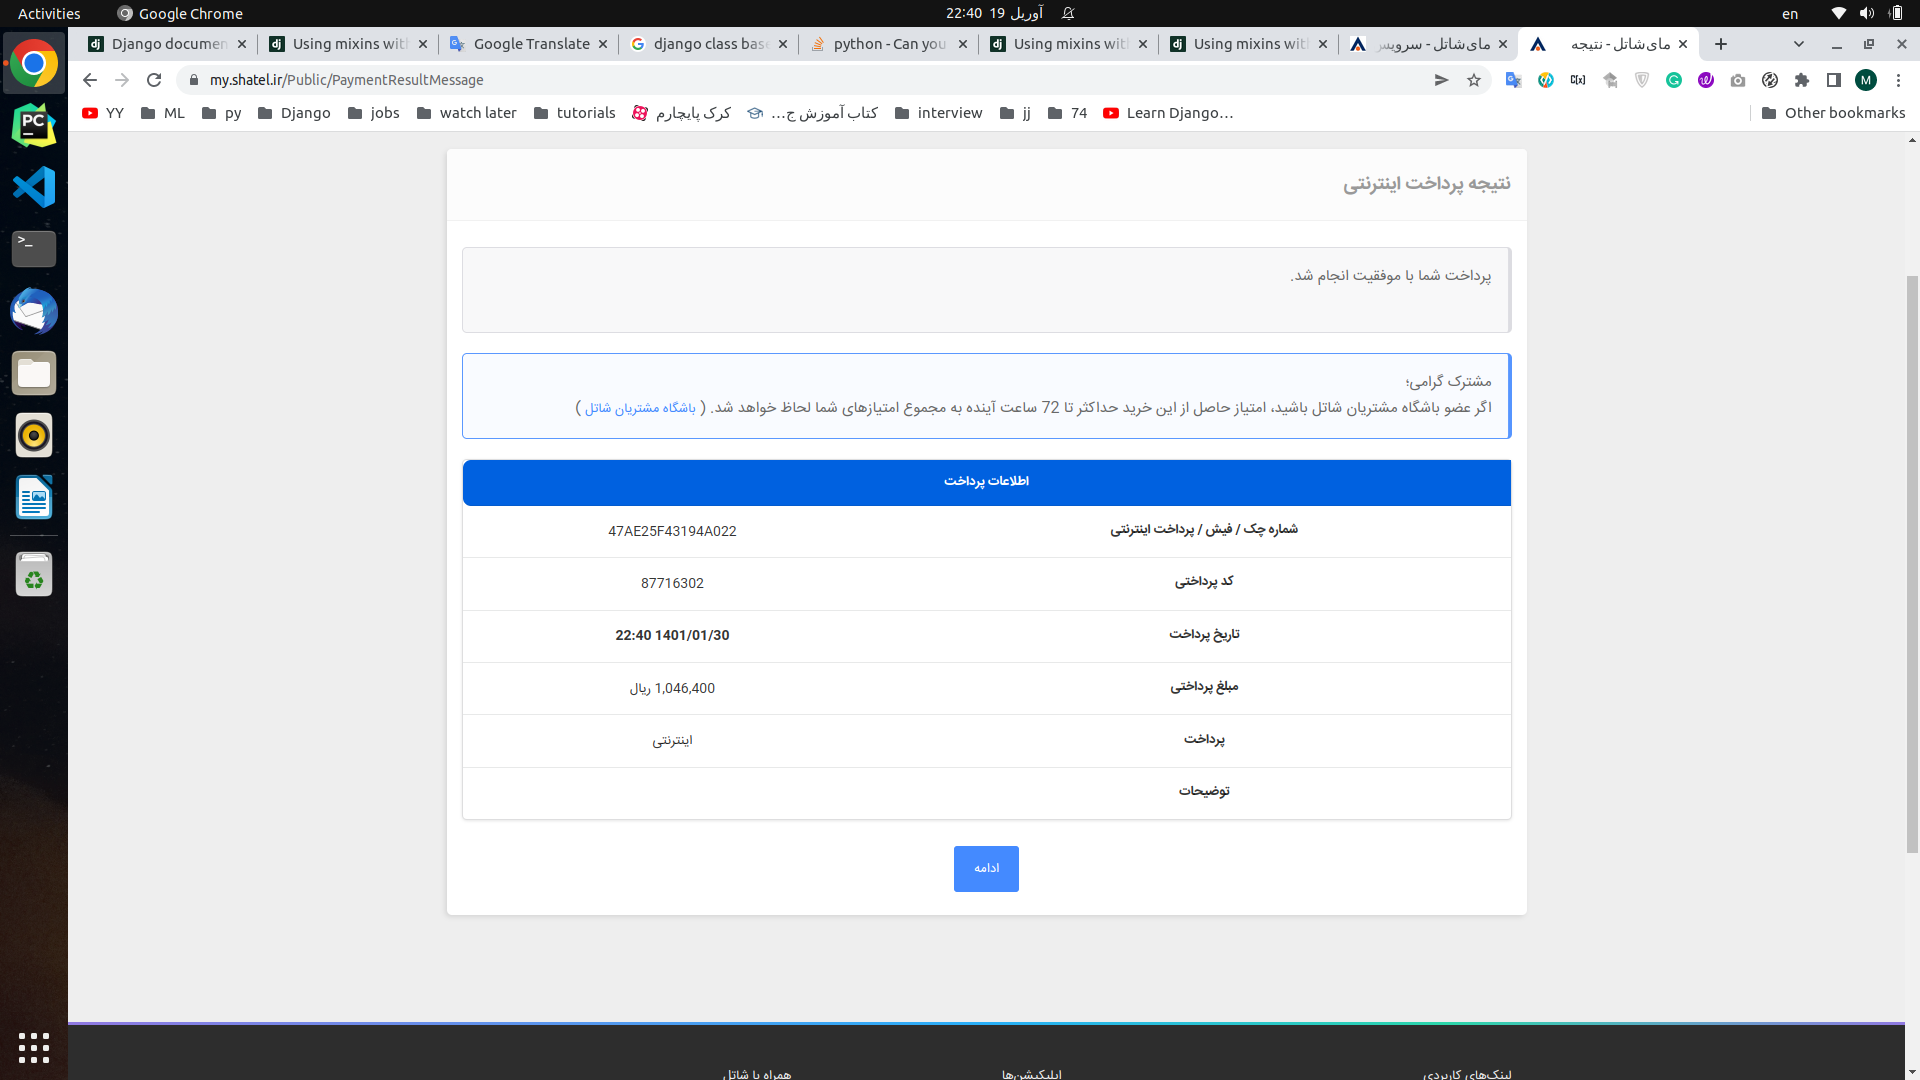 Activities
Google Chrome
22:40 19 آوریل
en
Django documen
Using mixins wit
Google Translate
django class base
python - Can you
Using mixins wit
Using mixins wit
مای‌شاتل - سرویس
مای‌شاتل - نتیجه
my.shatel.ir/Public/PaymentResultMessage
YY
ML
py
Django
jobs
watch later
tutorials
کرک پایچارم
کتاب آموزش ج...
interview
jj
74
Learn Django...
Other bookmarks
نتیجه پرداخت اینترنتی
پرداخت شما با موفقیت انجام شد.
مشترک گرامی؛
اگر عضو باشگاه مشتریان شاتل باشید، امتیاز حاصل از این خرید حداکثر تا 72 ساعت آینده به مجموع امتیازهای شما لحاظ خواهد شد. ( باشگاه مشتریان شاتل )
اطلاعات پرداخت
شماره چک / فیش / پرداخت اینترنتی
47AE25F43194A022
کد پرداختی
87716302
تاریخ پرداخت
22:40 1401/01/30
مبلغ پرداختی
1,046,400 ریال
پرداخت
اینترنتی
توضیحات
ادامه
لینک‌های کاربردی
اپلیکیشن‌ها
همراه با شاتل